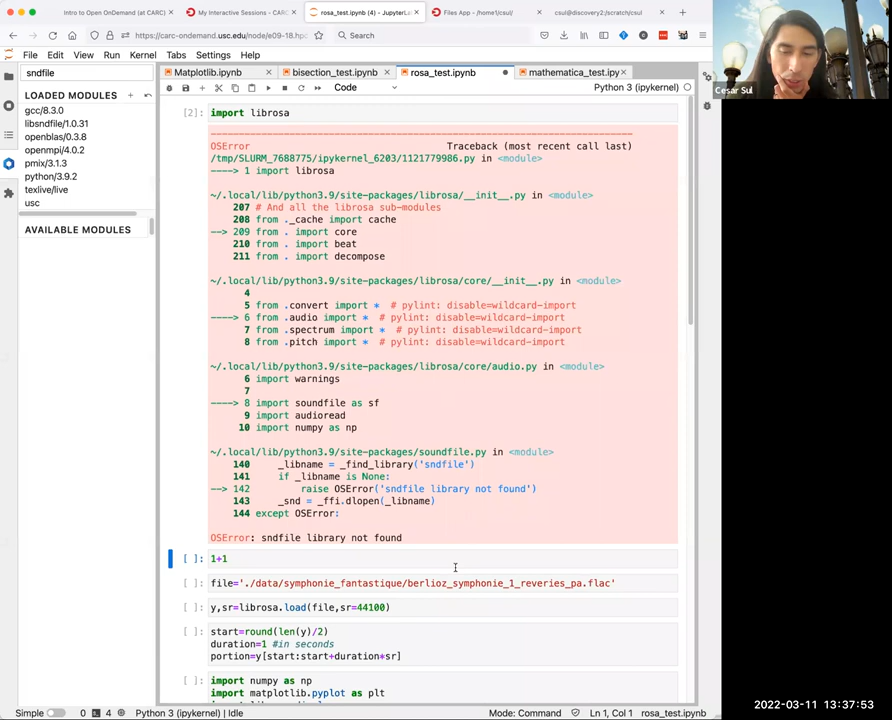 Intro to Open OnDemand (at CARC)
My Interactive Sessions - CARC
rosa_test.ipynb (4) - JupyterLab
Files App - /home1/csul/
csul@discovery2:/scratch/csul
https://carc-ondemand.usc.edu/node/e09-18.hpc
Search
Cesar Sul
File Edit View Run Kernel Tabs Settings Help
sndfile
Matplotlib.ipynb
bisection_test.ipynb
rosa_test.ipynb
mathematica_test.ipy
LOADED MODULES
Code
Python 3 (ipykernel)
gcc/8.3.0
libsndfile/1.0.31
openblas/0.3.8
openmpi/4.0.2
pmix/3.1.3
python/3.9.2
texlive/live
usc
AVAILABLE MODULES
[2]: import librosa
OSError Traceback (most recent call last)
/tmp/SLURM_7688775/ipykernel_6203/1121779986.py in <module>
----> 1 import librosa
~/.local/lib/python3.9/site-packages/librosa/__init__.py in <module>
207 # And all the librosa sub-modules
208 from ._cache import cache
--> 209 from . import core
210 from . import beat
211 from . import decompose
~/.local/lib/python3.9/site-packages/librosa/core/__init__.py in <module>
4
5 from .convert import * # pylint: disable=wildcard-import
----> 6 from .audio import * # pylint: disable=wildcard-import
7 from .spectrum import * # pylint: disable=wildcard-import
8 from .pitch import * # pylint: disable=wildcard-import
~/.local/lib/python3.9/site-packages/librosa/core/audio.py in <module>
6 import warnings
7
----> 8 import soundfile as sf
9 import audioread
10 import numpy as np
~/.local/lib/python3.9/site-packages/soundfile.py in <module>
140 _libname = _find_library('sndfile')
141 if _libname is None:
--> 142 raise OSError('sndfile library not found')
143 _snd = _ffi.dlopen(_libname)
144 except OSError:
OSError: sndfile library not found
[ ]: 1+1
[ ]: file='./data/symphonie_fantastique/berlioz_symphonie_1_reveries_pa.flac'
[ ]: y,sr=librosa.load(file,sr=44100)
[ ]: start=round(len(y)/2)
duration=1 #in seconds
portion=y[start:start+duration*sr]
[ ]: import numpy as np
import matplotlib.pyplot as plt
Simple 0 4 Python 3 (ipykernel) | Idle Mode: Command Ln 1, Col 1 rosa_test.ipynb
2022-03-11 13:37:53